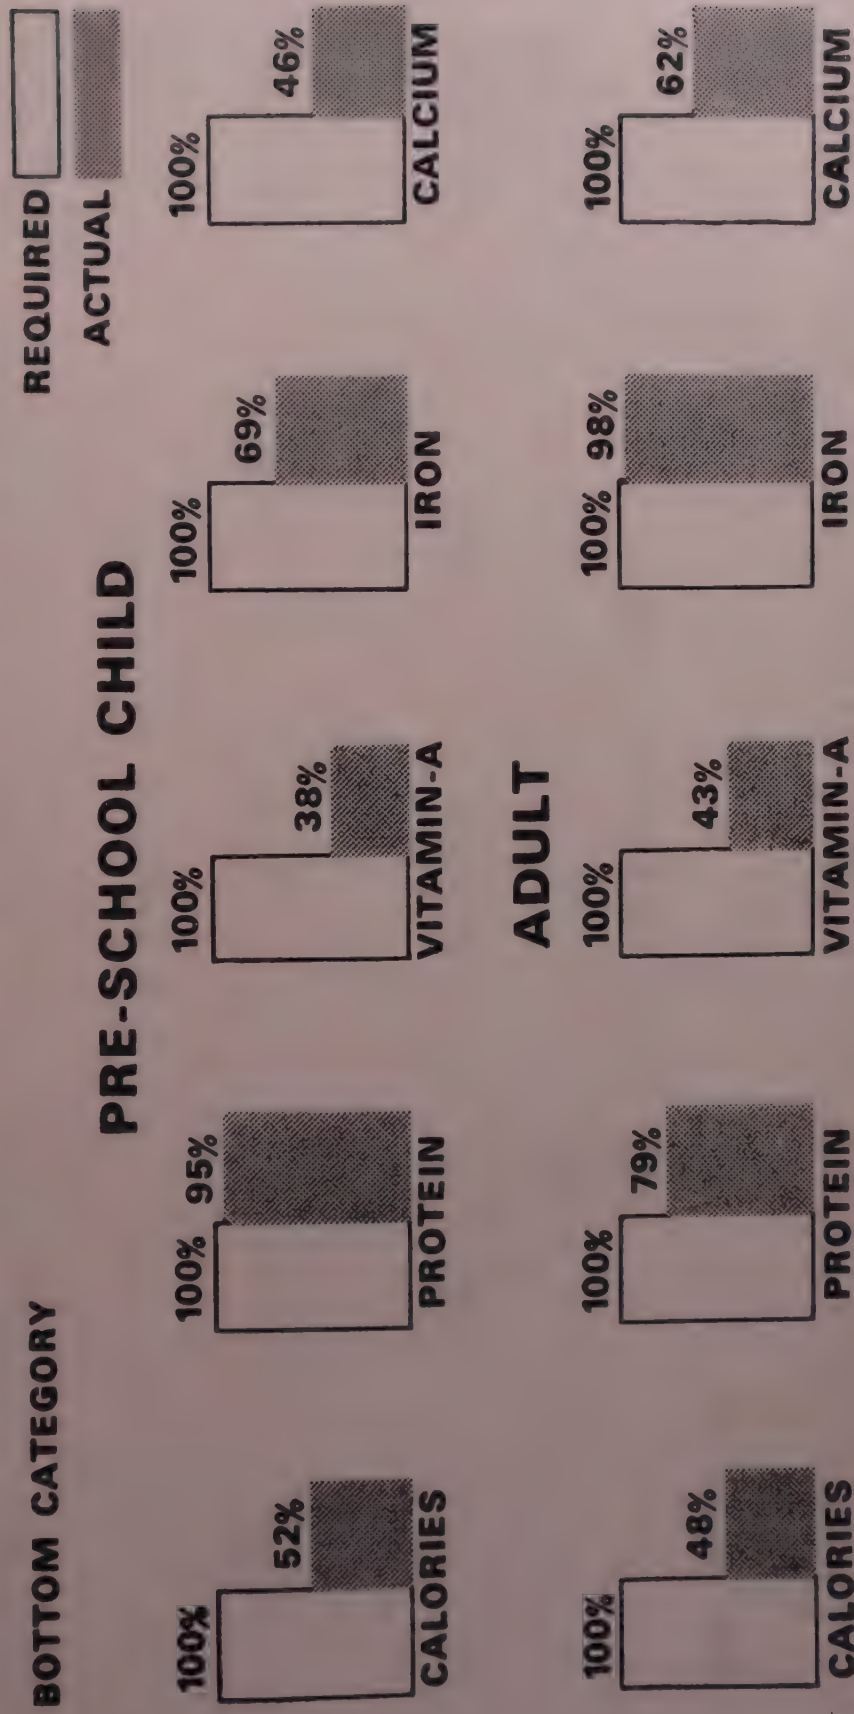 BOTTOM CATEGORY
REQUIRED
ACTUAL
PRE-SCHOOL CHILD
100% 52% 100% 95% 100% 38% 100% 69% 100% 46%
CALORIES PROTEIN VITAMIN-A IRON CALCIUM
ADULT
100% 48% 100% 79% 100% 43% 100% 98% 100% 62%
CALORIES PROTEIN VITAMIN-A IRON CALCIUM